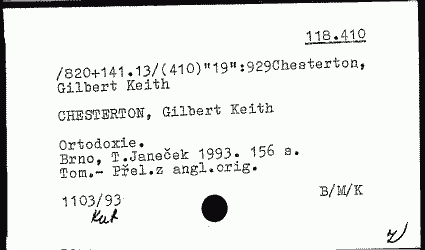 118.410
/820+141.13/(410)"19":929Chesterton,
Gilbert Keith
CHESTERTON, Gilbert Keith
Ortodoxie.
Brno, T.Janeček 1993. 156 s.
Tom.- Přel.z angl.orig.
1103/93
B/M/K